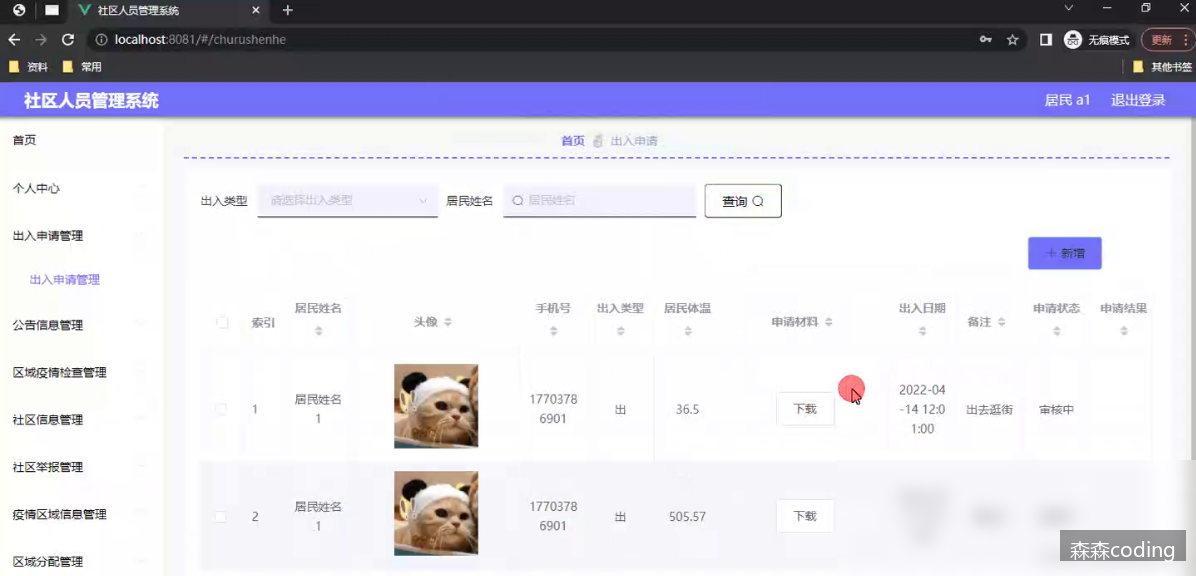 社区人员管理系统
localhost:8081/#/churushenhe
无痕模式
更新
资料
常用
其他书签
社区人员管理系统
居民 a1
退出登录
首页
个人中心
出入申请管理
出入申请管理
公告信息管理
区域疫情检查管理
社区信息管理
社区举报管理
疫情区域信息管理
区域分配管理
首页
出入申请
出入类型
请选择出入类型
居民姓名
居民姓名
查询
新增
索引
居民姓名
头像
手机号
出入类型
居民体温
申请材料
出入日期
备注
申请状态
申请结果
1
居民姓名
1
1770378
6901
出
36.5
下载
2022-04
-14 12:0
1:00
出去逛街
审核中
2
居民姓名
1
1770378
6901
出
505.57
下载
森森coding